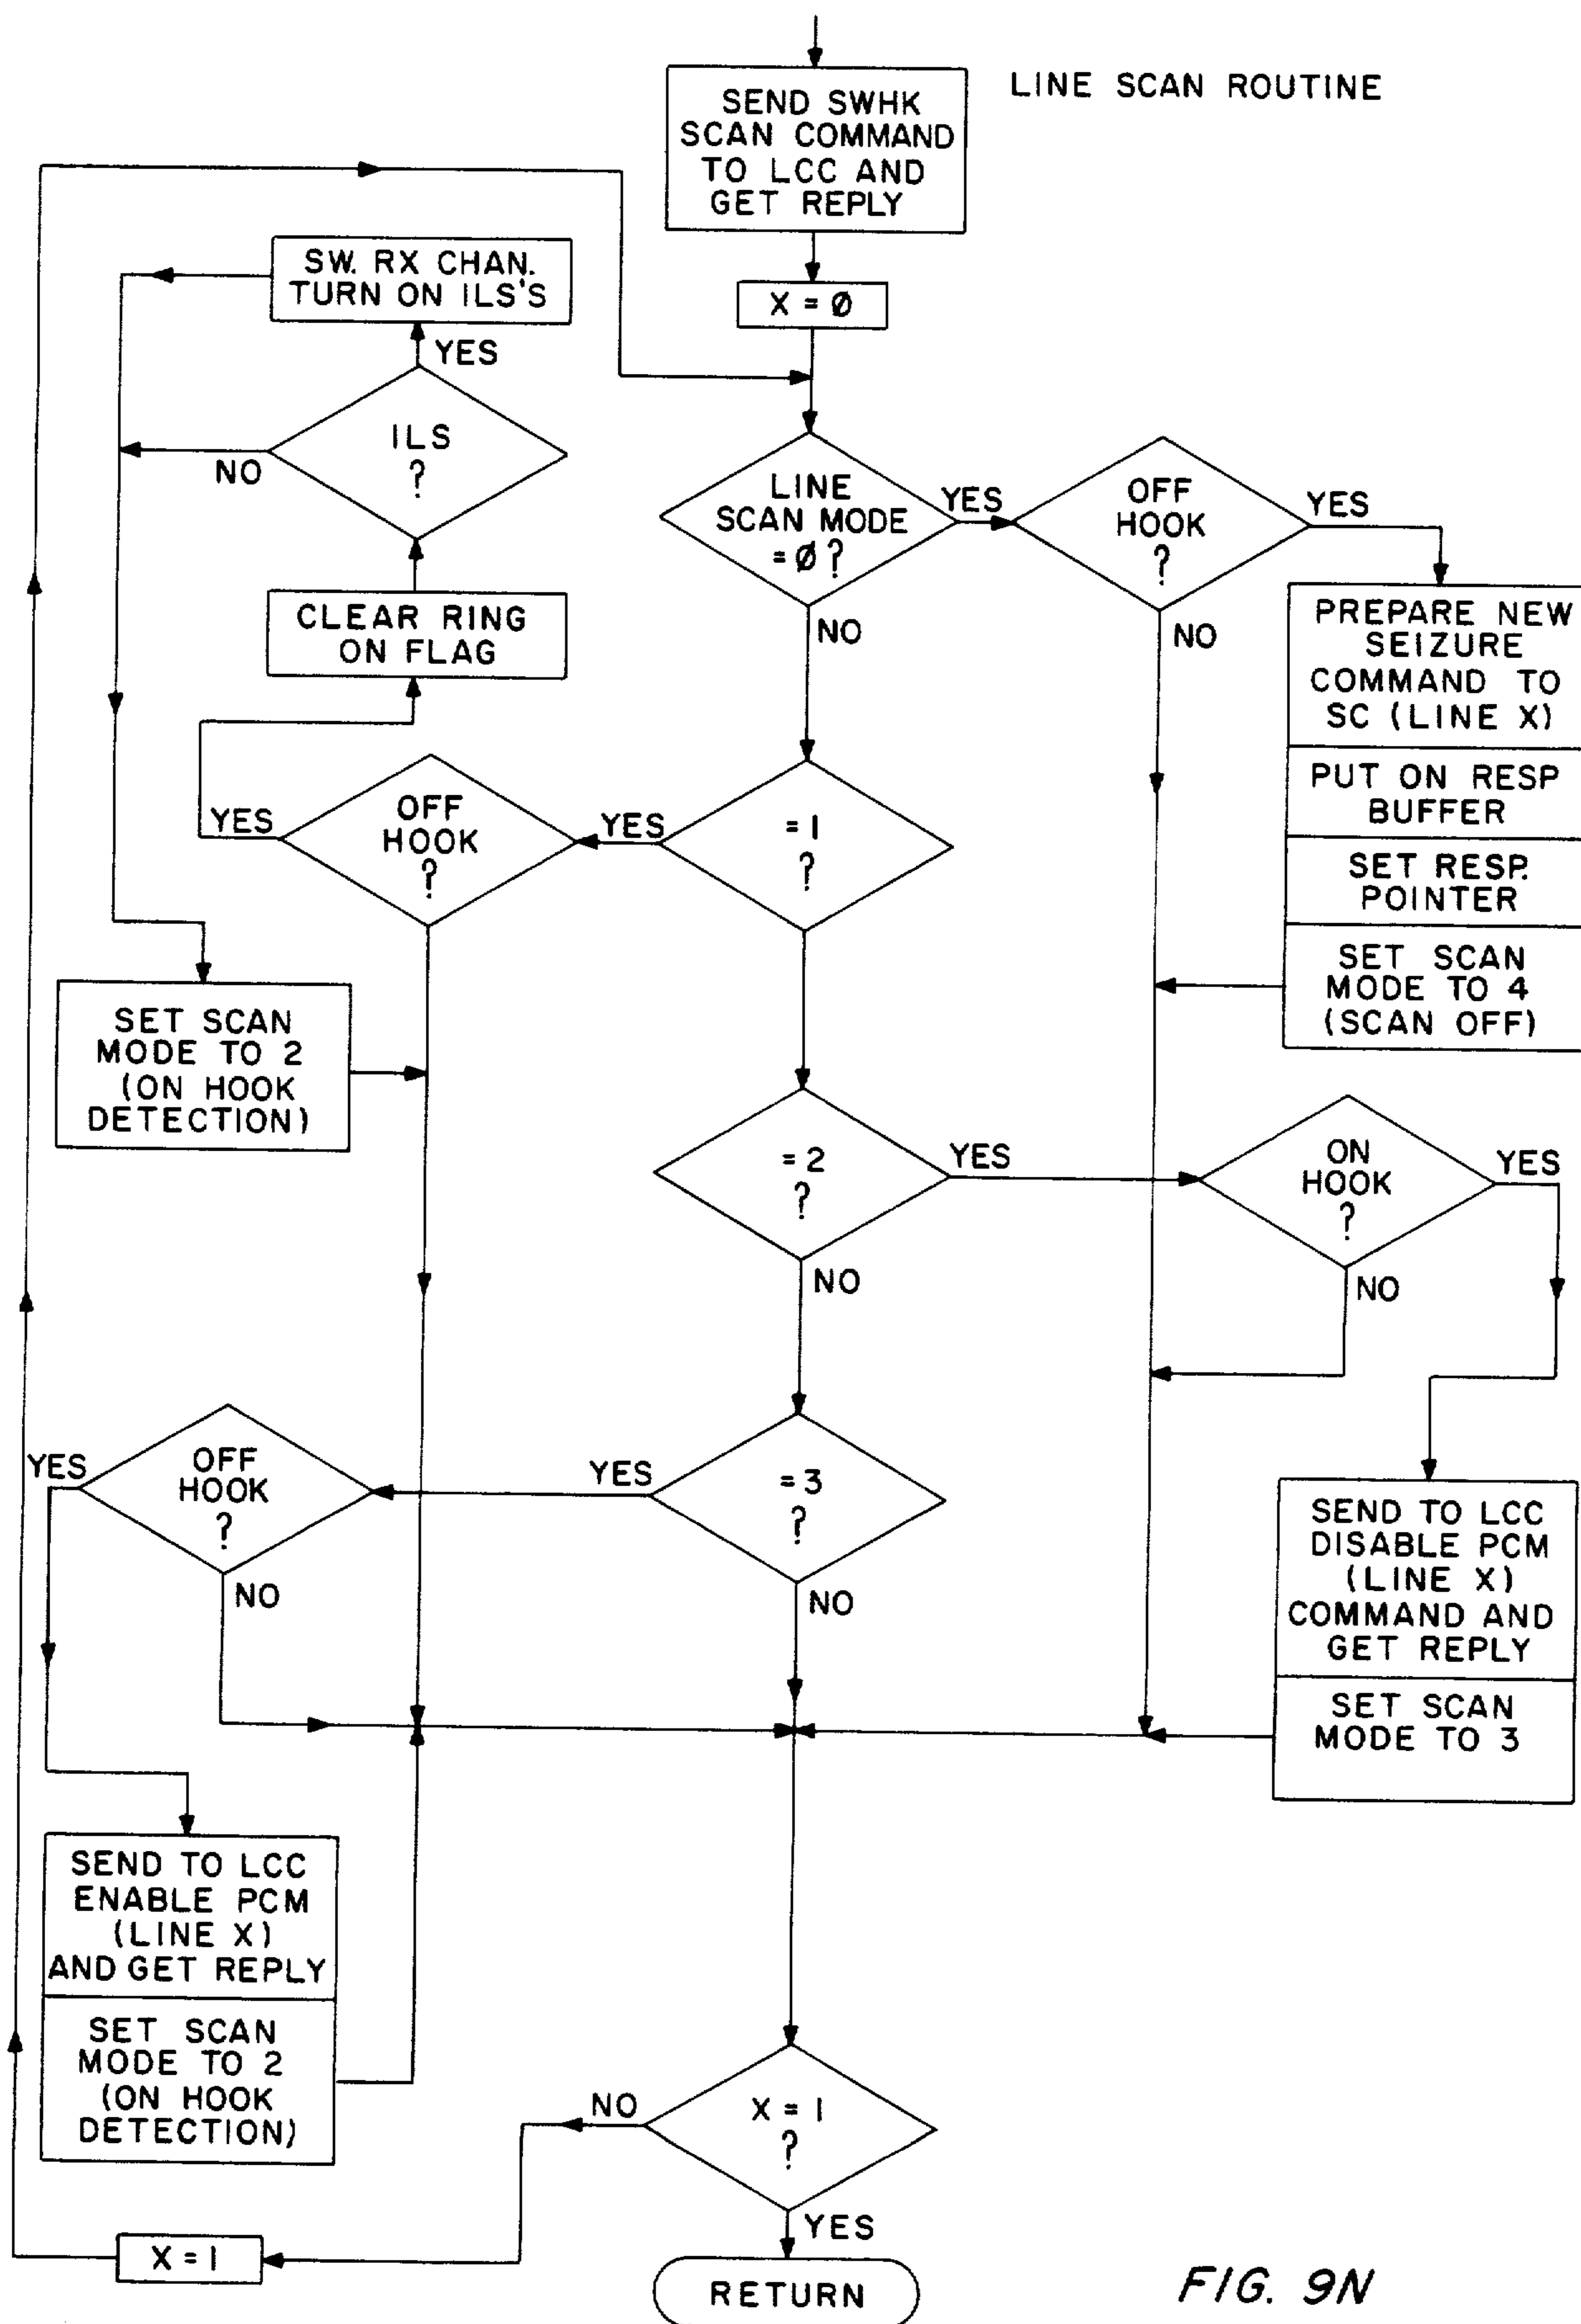 LINE SCAN ROUTINE
SEND SWHK
SCAN COMMAND
TO LCC AND
GET REPLY
X = Ø
SW. RX CHAN.
TURN ON ILS'S
YES
ILS
?
NO
CLEAR RING
ON FLAG
LINE
SCAN MODE
= Ø ?
YES
NO
OFF
HOOK
?
YES
NO
PREPARE NEW
SEIZURE
COMMAND TO
SC (LINE X)
PUT ON RESP
BUFFER
SET RESP.
POINTER
SET SCAN
MODE TO 4
(SCAN OFF)
= 1
?
YES
OFF
HOOK
?
YES
SET SCAN
MODE TO 2
(ON HOOK
DETECTION)
= 2
?
YES
NO
ON
HOOK
?
YES
NO
= 3
?
YES
NO
OFF
HOOK
?
YES
NO
SEND TO LCC
DISABLE PCM
(LINE X)
COMMAND AND
GET REPLY
SET SCAN
MODE TO 3
SEND TO LCC
ENABLE PCM
(LINE X)
AND GET REPLY
SET SCAN
MODE TO 2
(ON HOOK
DETECTION)
X = 1
?
NO
YES
X = 1
RETURN
FIG. 9N